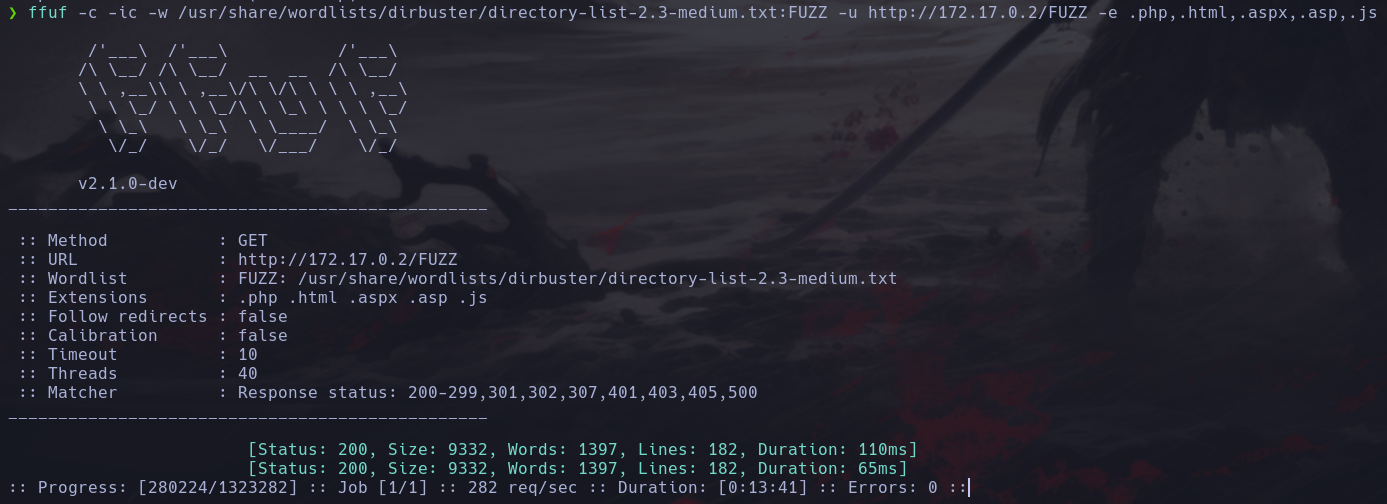 ❯ ffuf -c -ic -w /usr/share/wordlists/dirbuster/directory-list-2.3-medium.txt:FUZZ -u http://172.17.0.2/FUZZ -e .php,.html,.aspx,.asp,.js
        /'___\  /'___\           /'___\
       /\ \__/ /\ \__/  __  __  /\ \__/
       \ \ ,__\\ \ ,__\/\ \/\ \ \ \ ,__\
        \ \ \_/ \ \ \_/\ \ \_\ \ \ \ \_/
         \ \_\   \ \_\  \ \____/  \ \_\
          \/_/    \/_/   \/___/    \/_/
v2.1.0-dev
________________________________________________
:: Method           : GET
:: URL              : http://172.17.0.2/FUZZ
:: Wordlist         : FUZZ: /usr/share/wordlists/dirbuster/directory-list-2.3-medium.txt
:: Extensions       : .php .html .aspx .asp .js
:: Follow redirects : false
:: Calibration      : false
:: Timeout          : 10
:: Threads          : 40
:: Matcher          : Response status: 200-299,301,302,307,401,403,405,500
________________________________________________
[Status: 200, Size: 9332, Words: 1397, Lines: 182, Duration: 110ms]
[Status: 200, Size: 9332, Words: 1397, Lines: 182, Duration: 65ms]
:: Progress: [280224/1323282] :: Job [1/1] :: 282 req/sec :: Duration: [0:13:41] :: Errors: 0 ::